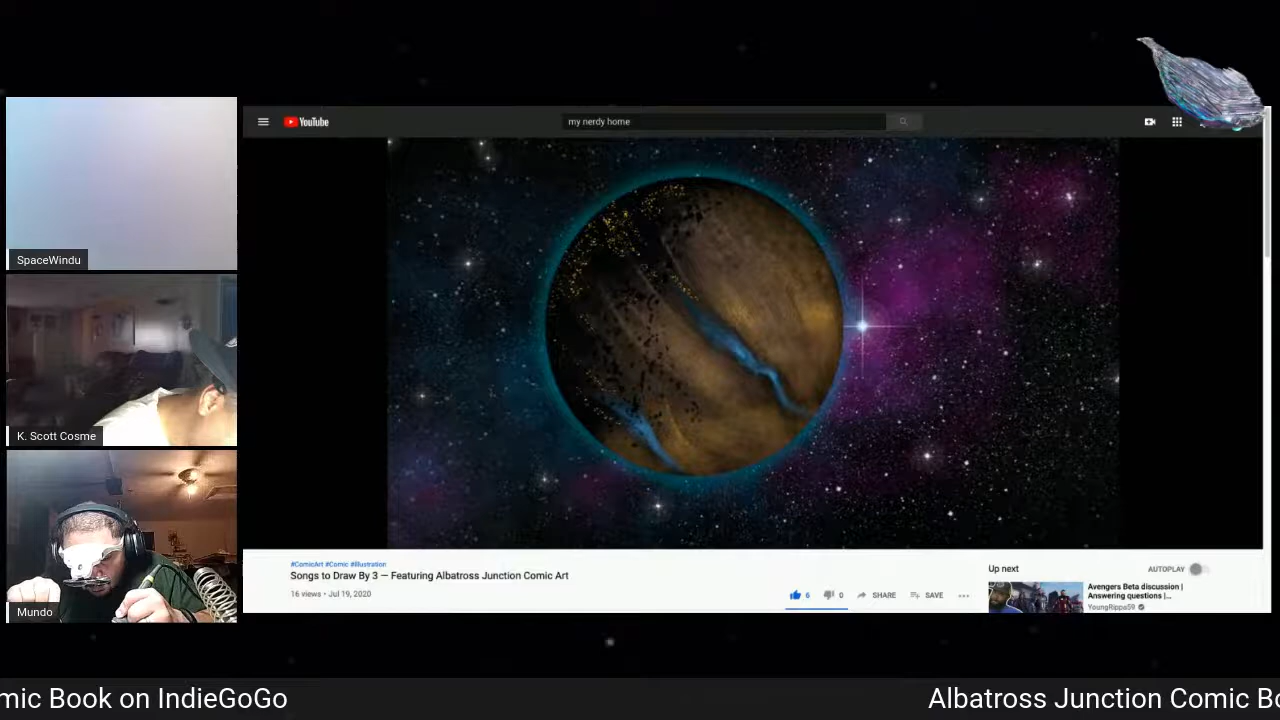 YouTube
my nerdy home
SpaceWindu
K. Scott Cosme
Mundo
#ComicArt #Comic #Illustration
Songs to Draw By 3 — Featuring Albatross Junction Comic Art
16 views • Jul 19, 2020
6
0
SHARE
SAVE
Up next
AUTOPLAY
Avengers Beta discussion |
Answering questions |...
YoungRippa59
mic Book on IndieGoGo
Albatross Junction Comic Bo